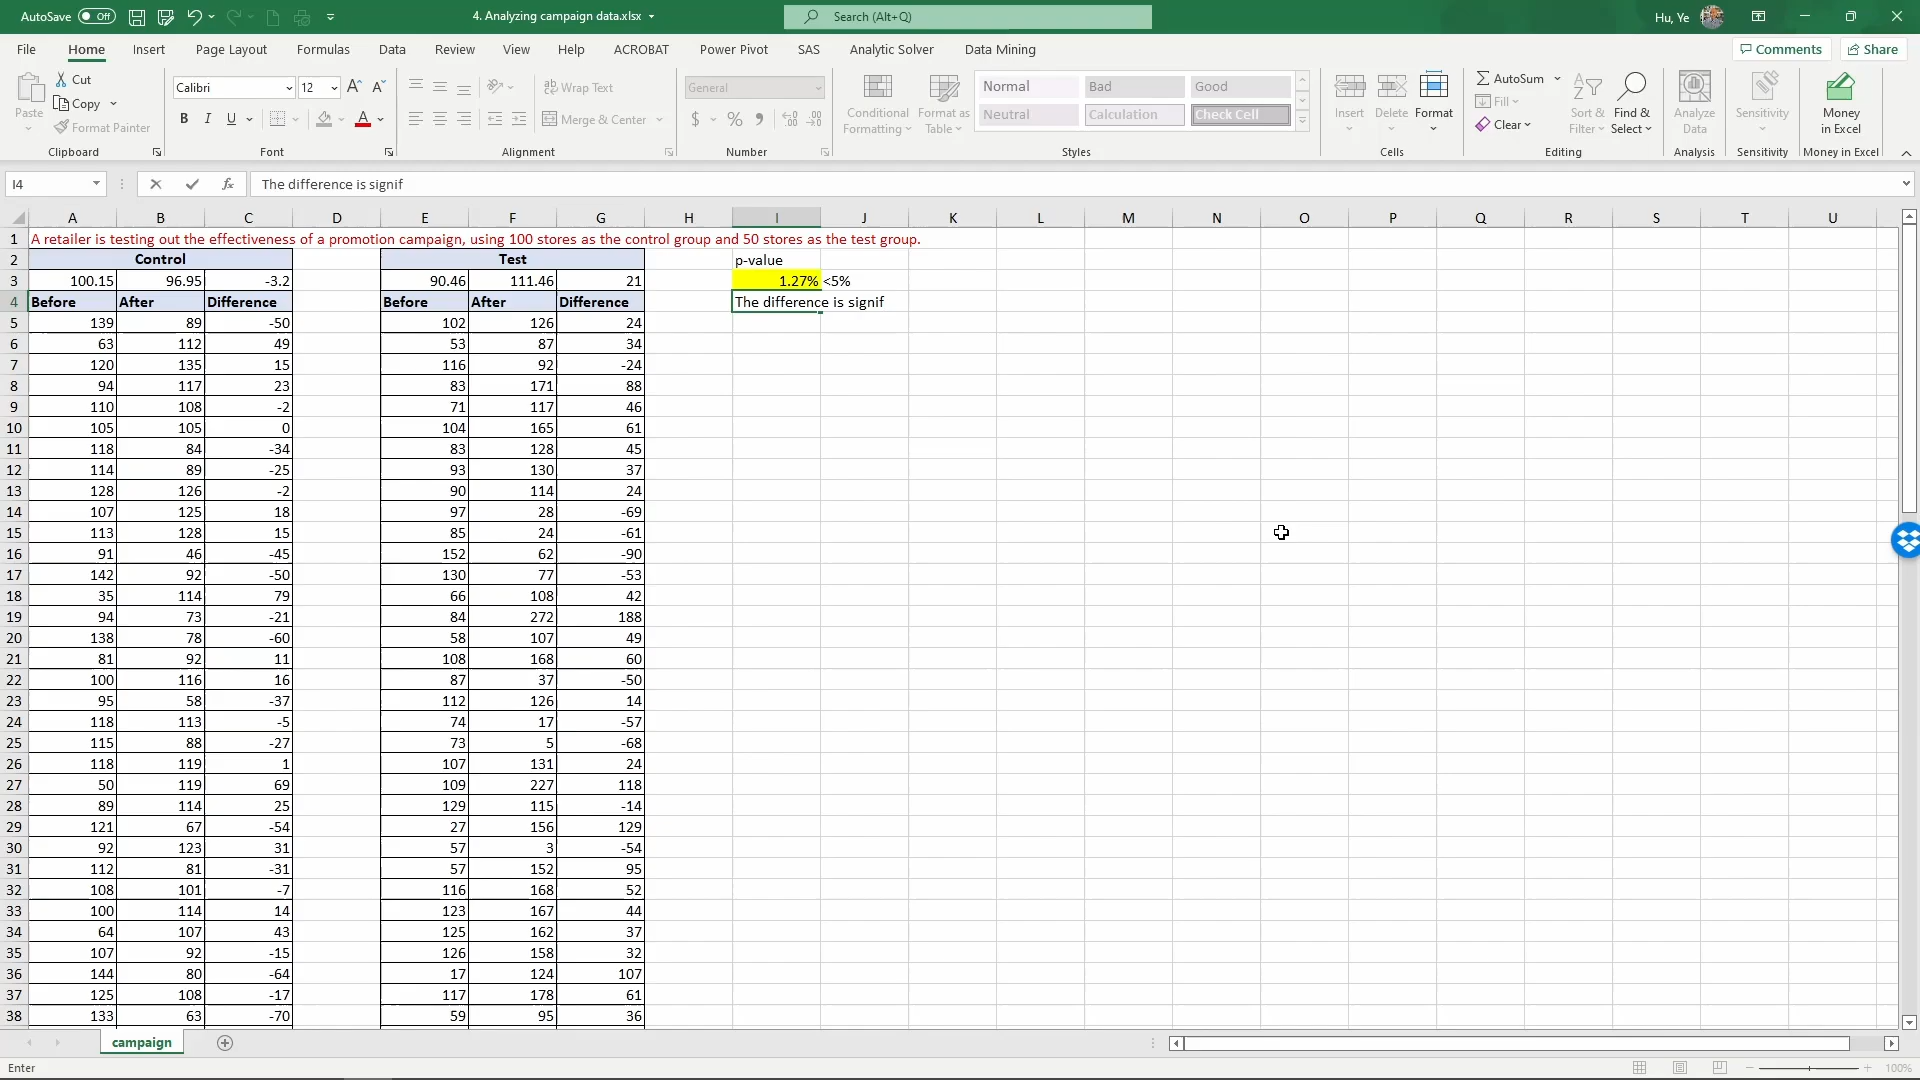 AutoSave Off 4. Analyzing campaign data.xlsx Search (Alt+Q) Hu, Ye
File Home Insert Page Layout Formulas Data Review View Help ACROBAT Power Pivot SAS Analytic Solver Data Mining Comments Share
Paste Cut Copy Format Painter Clipboard
Calibri 12 A A B I U A Font
ab Wrap Text Merge & Center Alignment
General $ % 9 Number
Conditional Formatting Format as Table Normal Bad Good Neutral Calculation Check Cell Styles
Insert Delete Format Cells
AutoSum Fill Clear Sort & Filter Find & Select Editing
Analyze Data Analysis Sensitivity Sensitivity Money in Excel Money in Excel
I4 fx The difference is signif
A B C D E F G H I J K L M N O P Q R S T U
1 A retailer is testing out the effectiveness of a promotion campaign, using 100 stores as the control group and 50 stores as the test group.
2 Control Test p-value
3 100.15 96.95 -3.2 90.46 111.46 21 1.27% <5%
4 Before After Difference Before After Difference The difference is signif
5 139 89 -50 102 126 24
6 63 112 49 53 87 34
7 120 135 15 116 92 -24
8 94 117 23 83 171 88
9 110 108 -2 71 117 46
10 105 105 0 104 165 61
11 118 84 -34 83 128 45
12 114 89 -25 93 130 37
13 128 126 -2 90 114 24
14 107 125 18 97 28 -69
15 113 128 15 85 24 -61
16 91 46 -45 152 62 -90
17 142 92 -50 130 77 -53
18 35 114 79 66 108 42
19 94 73 -21 84 272 188
20 138 78 -60 58 107 49
21 81 92 11 108 168 60
22 100 116 16 87 37 -50
23 95 58 -37 112 126 14
24 118 113 -5 74 17 -57
25 115 88 -27 73 5 -68
26 118 119 1 107 131 24
27 50 119 69 109 227 118
28 89 114 25 129 115 -14
29 121 67 -54 27 156 129
30 92 123 31 57 3 -54
31 112 81 -31 57 152 95
32 108 101 -7 116 168 52
33 100 114 14 123 167 44
34 64 107 43 125 162 37
35 107 92 -15 126 158 32
36 144 80 -64 17 124 107
37 125 108 -17 117 178 61
38 133 63 -70 59 95 36
campaign
Enter 100%